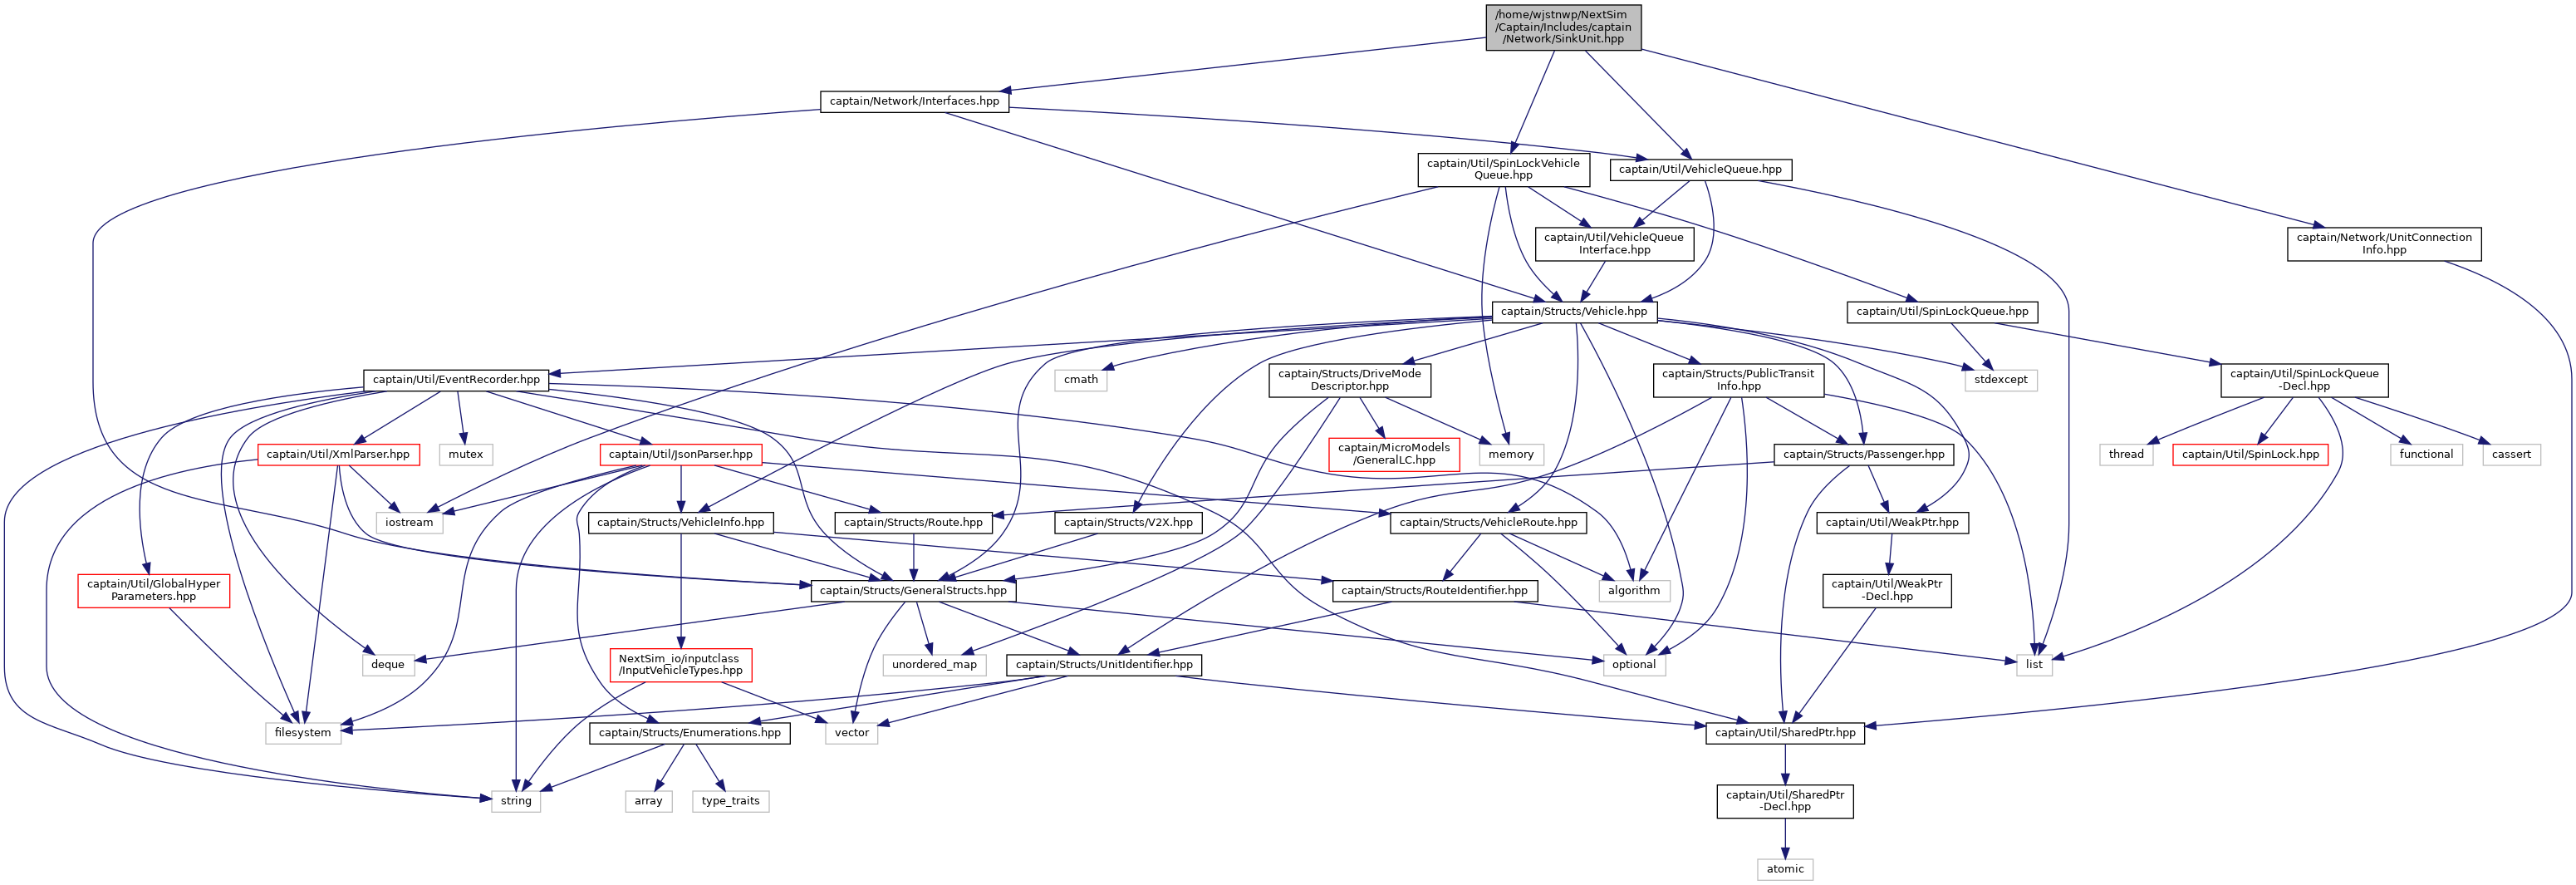 /home/wjstnwp/NextSim
/Captain/Includes/captain
/Network/SinkUnit.hpp
captain/Network/Interfaces.hpp
captain/Util/SpinLockVehicle
Queue.hpp
captain/Util/VehicleQueue.hpp
captain/Util/VehicleQueue
Interface.hpp
captain/Network/UnitConnection
Info.hpp
captain/Structs/Vehicle.hpp
captain/Util/SpinLockQueue.hpp
captain/Util/EventRecorder.hpp
cmath
captain/Structs/DriveMode
Descriptor.hpp
captain/Structs/PublicTransit
Info.hpp
stdexcept
captain/Util/SpinLockQueue
-Decl.hpp
captain/Util/XmlParser.hpp
mutex
captain/Util/JsonParser.hpp
captain/MicroModels
/GeneralLC.hpp
memory
captain/Structs/Passenger.hpp
thread
captain/Util/SpinLock.hpp
functional
cassert
iostream
captain/Structs/VehicleInfo.hpp
captain/Structs/Route.hpp
captain/Structs/V2X.hpp
captain/Structs/VehicleRoute.hpp
captain/Util/WeakPtr.hpp
captain/Util/GlobalHyper
Parameters.hpp
captain/Structs/GeneralStructs.hpp
captain/Structs/RouteIdentifier.hpp
algorithm
captain/Util/WeakPtr
-Decl.hpp
deque
NextSim_io/inputclass
/InputVehicleTypes.hpp
unordered_map
captain/Structs/UnitIdentifier.hpp
optional
list
filesystem
captain/Structs/Enumerations.hpp
vector
captain/Util/SharedPtr.hpp
string
array
type_traits
captain/Util/SharedPtr
-Decl.hpp
atomic